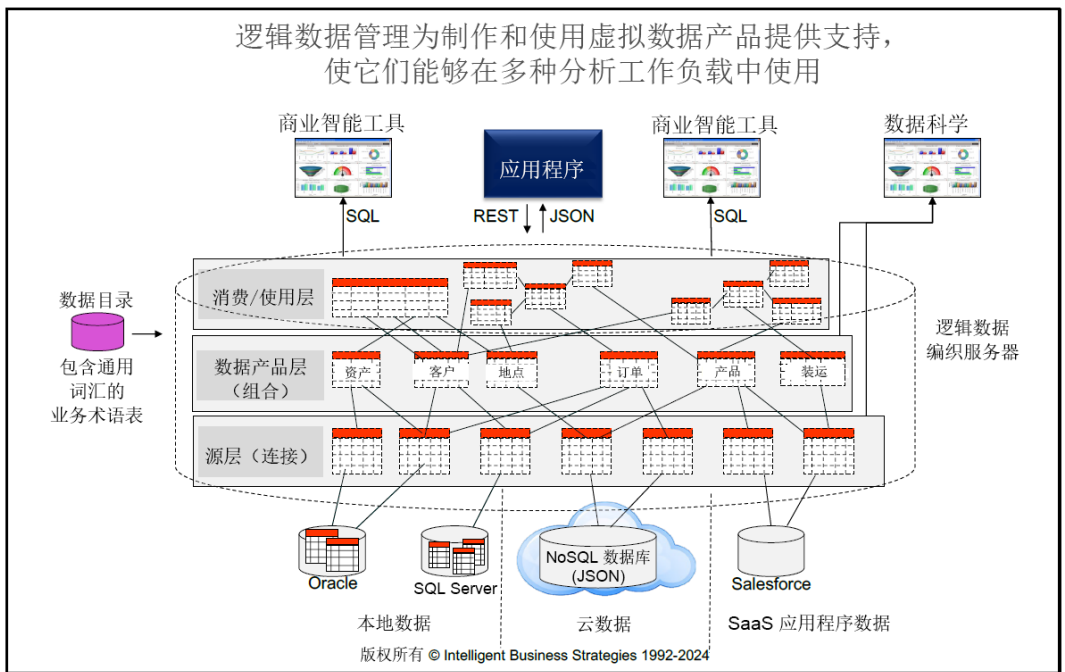 逻辑数据管理为制作和使用虚拟数据产品提供支持，
使它们能够在多种分析工作负载中使用
商业智能工具
应用程序
商业智能工具
数据科学
SQL
REST
JSON
SQL
消费/使用层
数据目录
包含通用
词汇的
业务术语表
逻辑数据
编织服务器
数据产品层
（组合）
资产
客户
地点
订单
产品
装运
源层（连接）
Oracle
SQL Server
NoSQL 数据库
(JSON)
Salesforce
本地数据
云数据
SaaS 应用程序数据
版权所有 © Intelligent Business Strategies 1992-2024